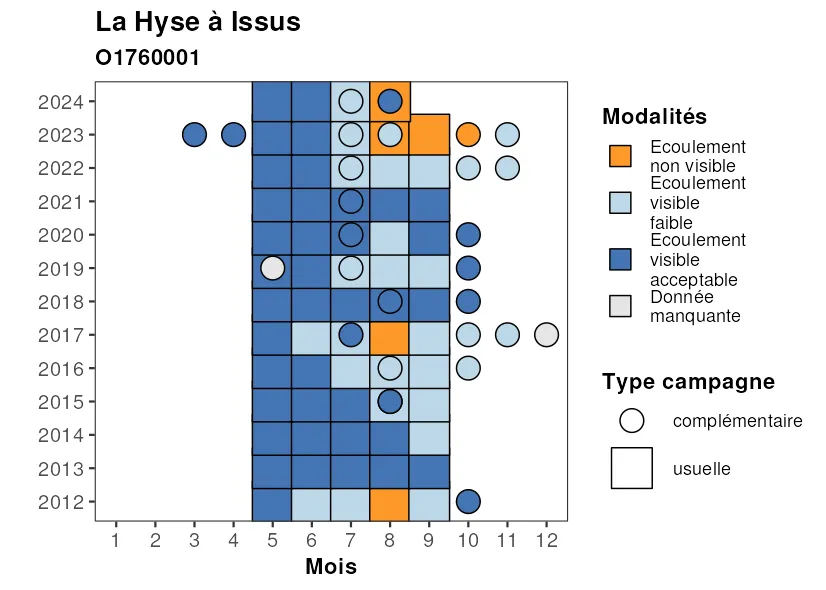 La Hyse à Issus
O1760001
2024
2023
2022
2021
2020
2019
2018
2017
2016
2015
2014
2013
2012
1 2 3 4 5 6 7 8 9 10 11 12
Mois
Modalités
Ecoulement
non visible
Ecoulement
visible
faible
Ecoulement
visible
acceptable
Donnée
manquante
Type campagne
complémentaire
usuelle